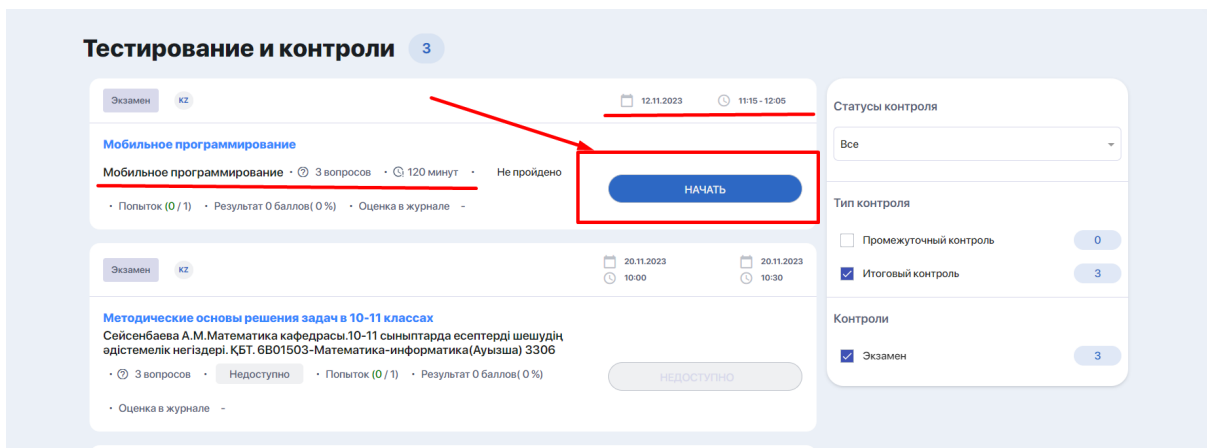 Тестирование и контроли 3
Экзамен KZ 12.11.2023 11:15 - 12:05
Мобильное программирование
Мобильное программирование • 3 вопросов • 120 минут • Не пройдено
НАЧАТЬ
• Попыток (0 / 1) • Результат 0 баллов( 0 %) • Оценка в журнале -
Экзамен KZ 20.11.2023 20.11.2023
10:00 10:30
Методические основы решения задач в 10-11 классах
Сейсенбаева А.М.Математика кафедрасы.10-11 сыныптарда есептерді шешудің
әдістемелік негіздері. ҚБТ. 6B01503-Математика-информатика(Ауызша) 3306
• 3 вопросов • Недоступно • Попыток (0 / 1) • Результат 0 баллов( 0 %)
НЕДОСТУПНО
• Оценка в журнале -
Статусы контроля
Все
Тип контроля
Промежуточный контроль 0
Итоговый контроль 3
Контроли
Экзамен 3